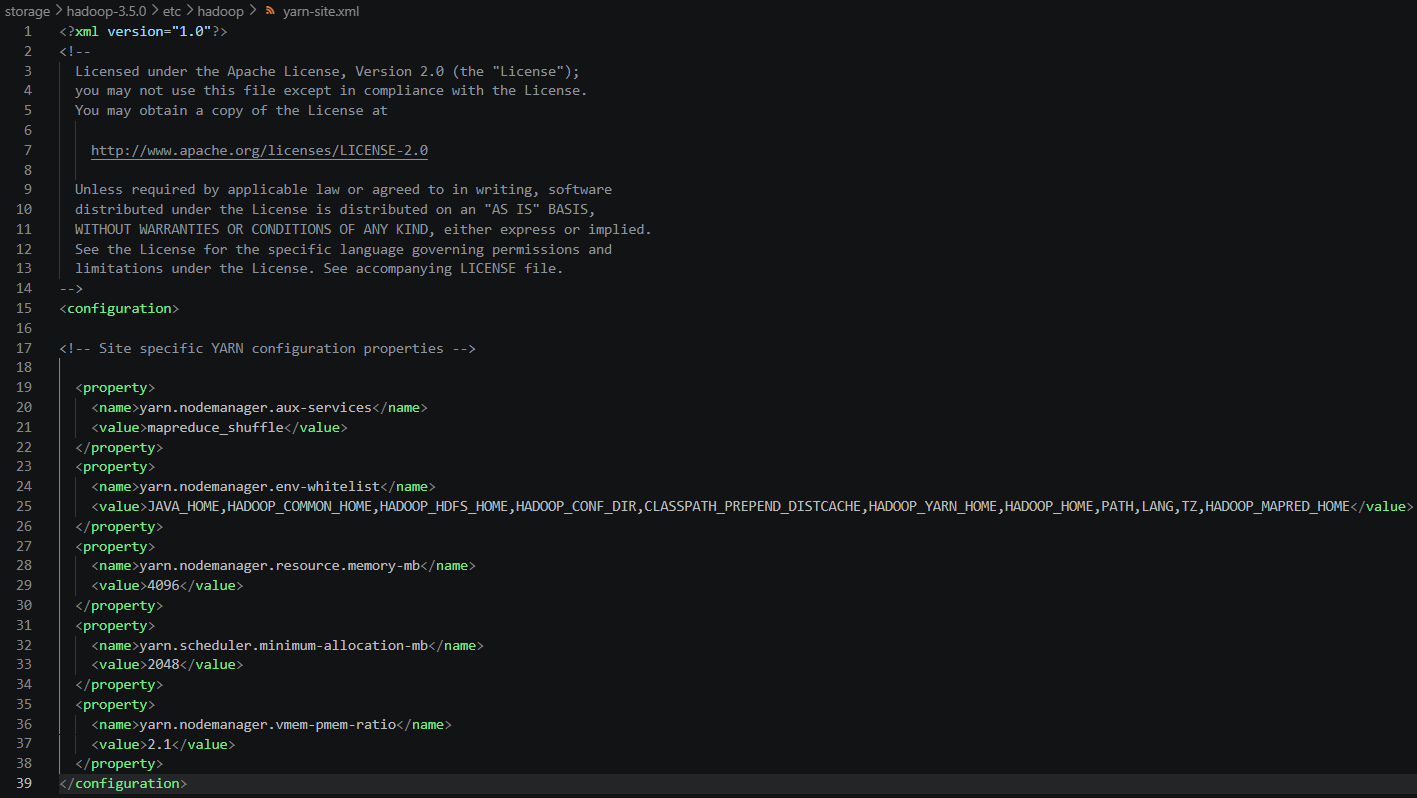 storage > hadoop-3.5.0 > etc > hadoop > yarn-site.xml
1 <?xml version="1.0"?>
2 <!--
3   Licensed under the Apache License, Version 2.0 (the "License");
4   you may not use this file except in compliance with the License.
5   You may obtain a copy of the License at
6
7     http://www.apache.org/licenses/LICENSE-2.0
8
9   Unless required by applicable law or agreed to in writing, software
10   distributed under the License is distributed on an "AS IS" BASIS,
11   WITHOUT WARRANTIES OR CONDITIONS OF ANY KIND, either express or implied.
12   See the License for the specific language governing permissions and
13   limitations under the License. See accompanying LICENSE file.
14 -->
15 <configuration>
16
17 <!-- Site specific YARN configuration properties -->
18
19   <property>
20     <name>yarn.nodemanager.aux-services</name>
21     <value>mapreduce_shuffle</value>
22   </property>
23   <property>
24     <name>yarn.nodemanager.env-whitelist</name>
25     <value>JAVA_HOME,HADOOP_COMMON_HOME,HADOOP_HDFS_HOME,HADOOP_CONF_DIR,CLASSPATH_PREPEND_DISTCACHE,HADOOP_YARN_HOME,HADOOP_HOME,PATH,LANG,TZ,HADOOP_MAPRED_HOME</value>
26   </property>
27   <property>
28     <name>yarn.nodemanager.resource.memory-mb</name>
29     <value>4096</value>
30   </property>
31   <property>
32     <name>yarn.scheduler.minimum-allocation-mb</name>
33     <value>2048</value>
34   </property>
35   <property>
36     <name>yarn.nodemanager.vmem-pmem-ratio</name>
37     <value>2.1</value>
38   </property>
39 </configuration>